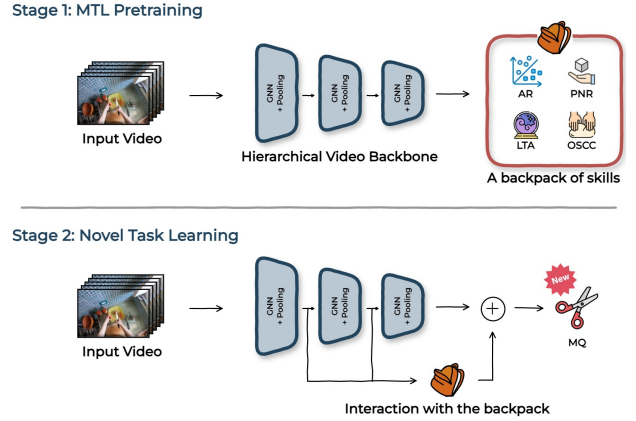 Stage 1: MTL Pretraining
Input Video
GNN
+ Pooling
GNN
+ Pooling
GNN
+ Pooling
Hierarchical Video Backbone
AR
PNR
LTA
OSCC
A backpack of skills
Stage 2: Novel Task Learning
Input Video
GNN
+ Pooling
GNN
+ Pooling
GNN
+ Pooling
New
MQ
Interaction with the backpack